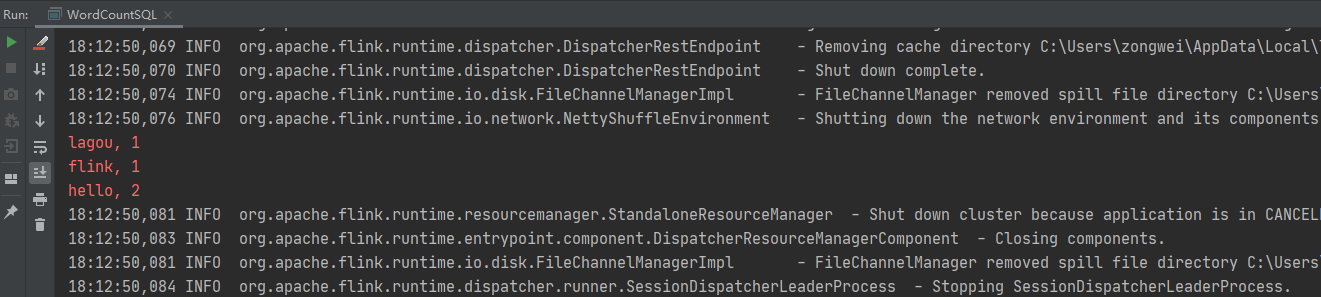 Run: WordCountSQL
18:12:50,069 INFO org.apache.flink.runtime.dispatcher.DispatcherRestEndpoint - Removing cache directory C:\Users\zongwei\AppData\Local\
18:12:50,070 INFO org.apache.flink.runtime.dispatcher.DispatcherRestEndpoint - Shut down complete.
18:12:50,074 INFO org.apache.flink.runtime.io.disk.FileChannelManagerImpl - FileChannelManager removed spill file directory C:\Users
18:12:50,076 INFO org.apache.flink.runtime.io.network.NettyShuffleEnvironment - Shutting down the network environment and its components
lagou, 1
flink, 1
hello, 2
18:12:50,081 INFO org.apache.flink.runtime.resourcemanager.StandaloneResourceManager - Shut down cluster because application is in CANCELL
18:12:50,083 INFO org.apache.flink.runtime.entrypoint.component.DispatcherResourceManagerComponent - Closing components.
18:12:50,081 INFO org.apache.flink.runtime.io.disk.FileChannelManagerImpl - FileChannelManager removed spill file directory C:\Users
18:12:50,084 INFO org.apache.flink.runtime.dispatcher.runner.SessionDispatcherLeaderProcess - Stopping SessionDispatcherLeaderProcess.